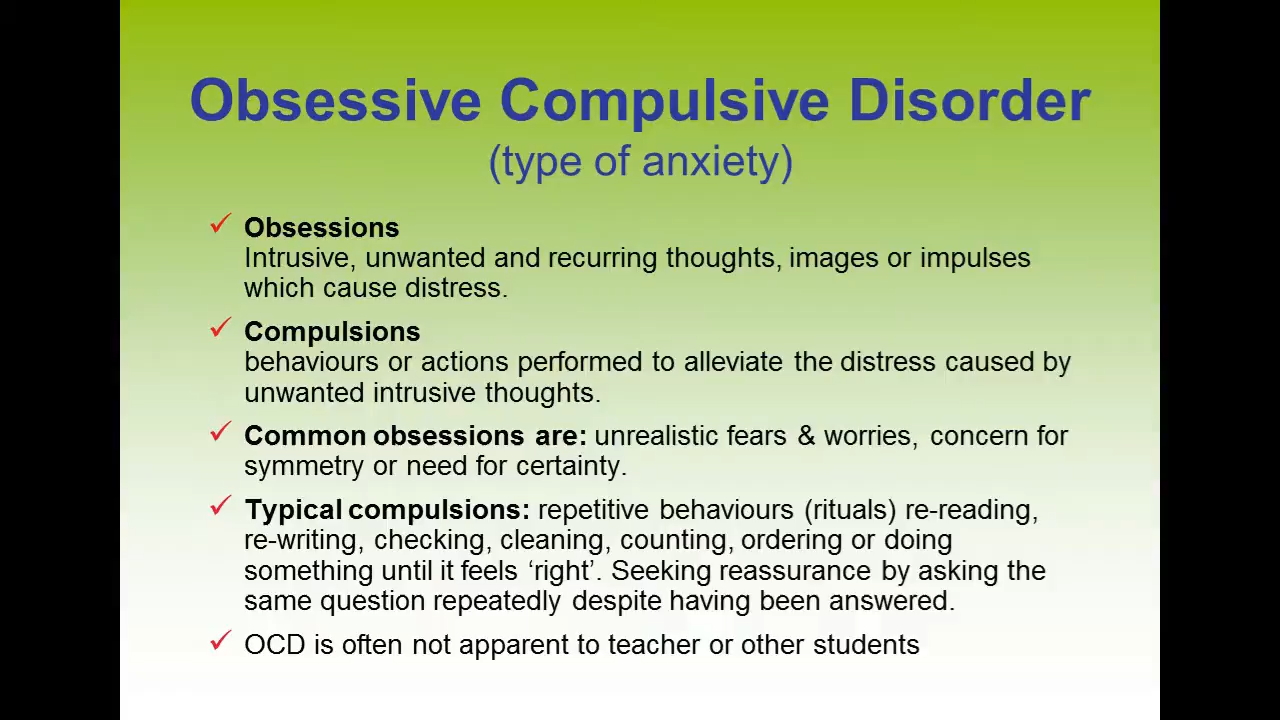 Obsessive Compulsive Disorder
(type of anxiety)
Obsessions
Intrusive, unwanted and recurring thoughts, images or impulses
which cause distress.
Compulsions
behaviours or actions performed to alleviate the distress caused by
unwanted intrusive thoughts.
Common obsessions are: unrealistic fears & worries, concern for
symmetry or need for certainty.
Typical compulsions: repetitive behaviours (rituals) re-reading,
re-writing, checking, cleaning, counting, ordering or doing
something until it feels ‘right’. Seeking reassurance by asking the
same question repeatedly despite having been answered.
OCD is often not apparent to teacher or other students